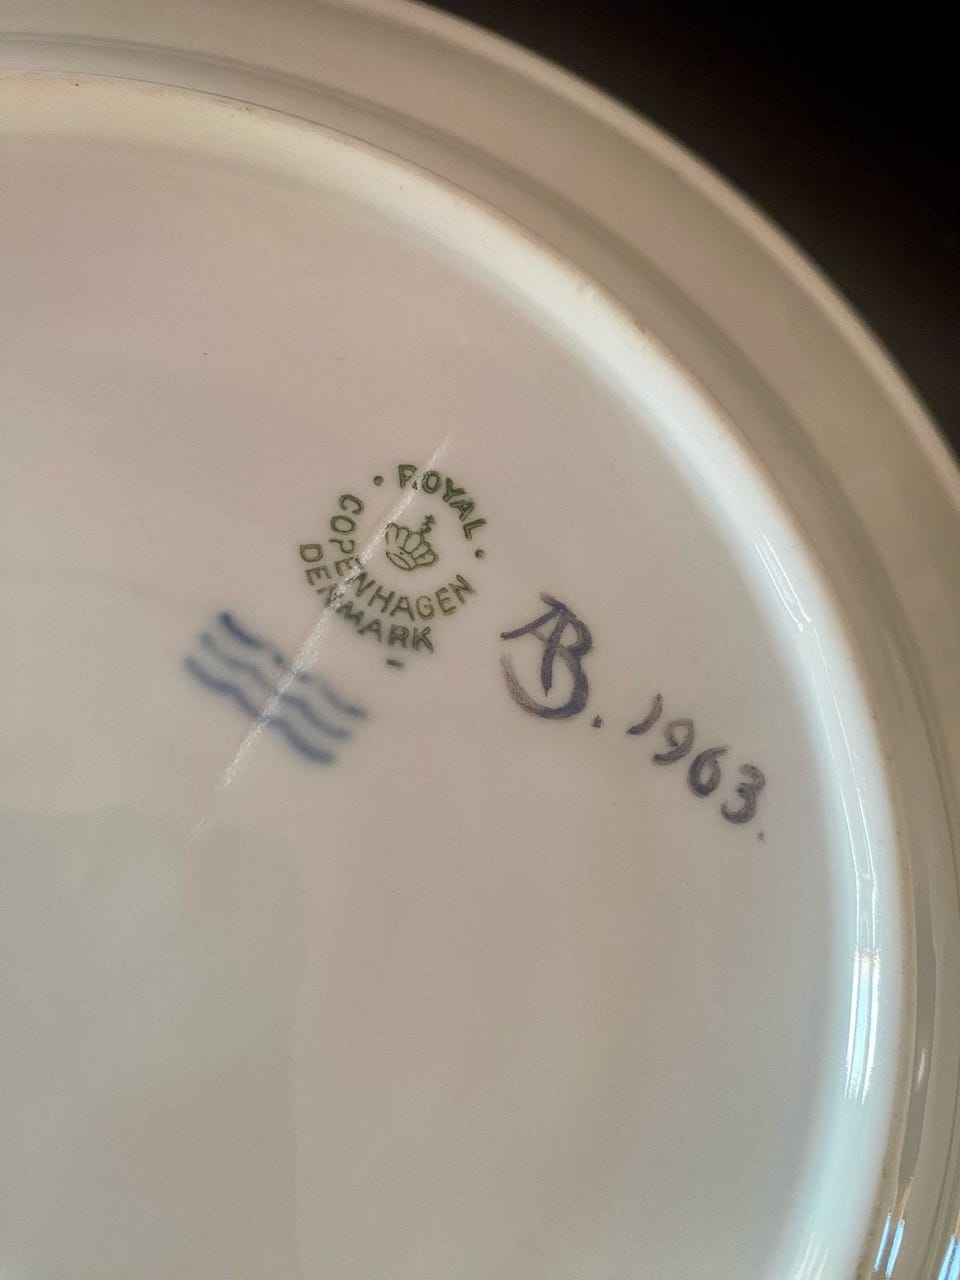 · ROYAL ·
COPENHAGEN
DENMARK
AB. 1963.